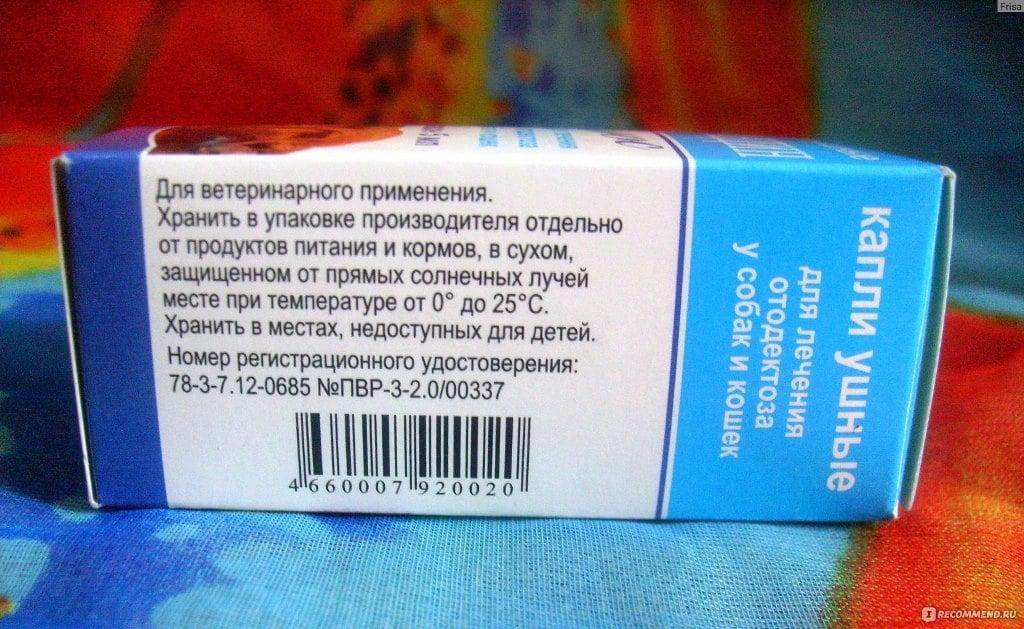 Для ветеринарного применения.
Хранить в упаковке производителя отдельно
от продуктов питания и кормов, в сухом,
защищенном от прямых солнечных лучей
месте при температуре от 0° до 25°С.
Хранить в местах, недоступных для детей.
Номер регистрационного удостоверения:
78-3-7.12-0685 №ПВР-3-2.0/00337
4 660007 920020
капли ушные
для лечения
отодектоза
у собак и кошек
Frisa
IRECOMMEND.RU